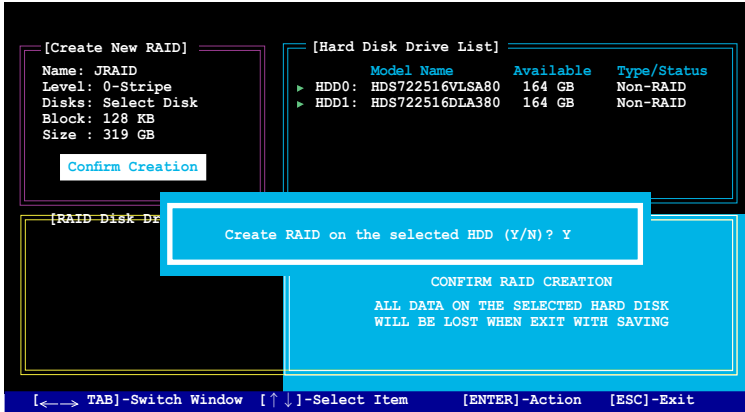 [Create New RAID]
Name: JRAID
Level: 0-Stripe
Disks: Select Disk
Block: 128 KB
Size : 319 GB
Confirm Creation
[Hard Disk Drive List]
Model Name Available Type/Status
HDD0: HDS722516VLSA80 164 GB Non-RAID
HDD1: HDS722516DLA380 164 GB Non-RAID
[RAID Disk Dr
Create RAID on the selected HDD (Y/N)? Y
CONFIRM RAID CREATION
ALL DATA ON THE SELECTED HARD DISK
WILL BE LOST WHEN EXIT WITH SAVING
[←→ TAB]-Switch Window [↑↓]-Select Item [ENTER]-Action [ESC]-Exit